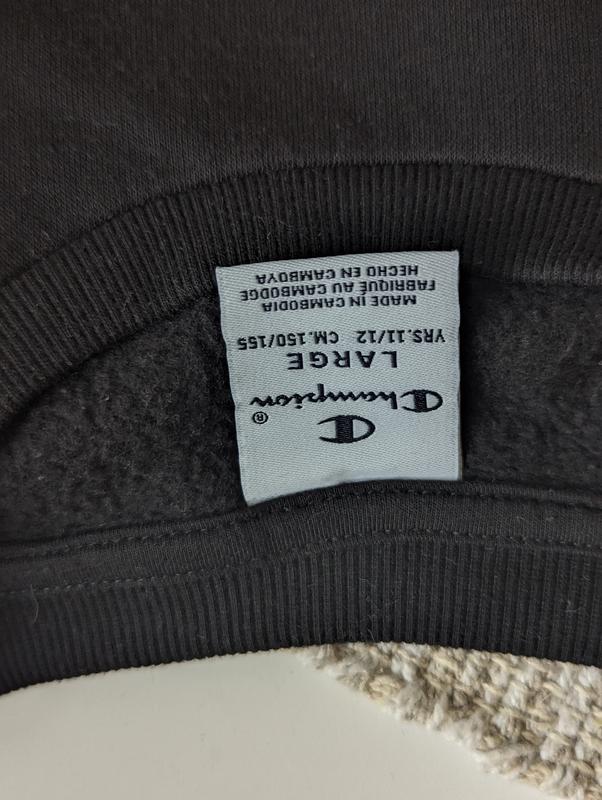 Champion®
LARGE
YRS.11/12 CM.150/155
MADE IN CAMBODIA
FABRIQUÉ AU CAMBODGE
HECHO EN CAMBOYA